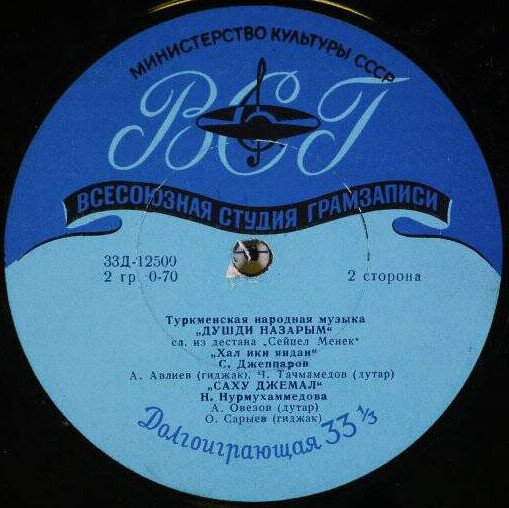 МИНИСТЕРСТВО КУЛЬТУРЫ СССР
ВСГ
ВСЕСОЮЗНАЯ СТУДИЯ ГРАМЗАПИСИ
33Д-12509
2 гр 0-70
2 сторона
Туркменская народная музыка
„ДУШДИ НАЗАРЫМ“
сл. из дестана „Сейпел Менек“
„Хал ики яндан“
С. Джеппаров
А. Авлиев (гиджак), Ч. Тачмамедов (дутар)
„САХУ ДЖЕМАЛ“
Н. Нурмухаммедова
А. Овезов (дутар)
О. Сарыев (гиджак)
Долгоиграющая 33 1/3